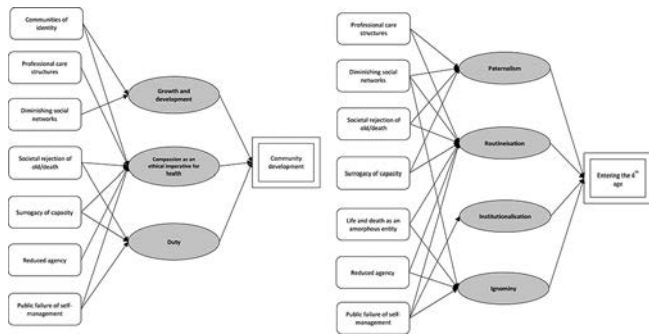 Communities of
identity
Professional care
structures
Diminishing social
networks
Societal rejection of
old/death
Surrogacy of capacity
Reduced agency
Public failure of self-
management
Growth and
development
Compassion as an
ethical imperative for
health
Duty
Community
development
Professional care
structures
Diminishing social
networks
Societal rejection of
old/death
Surrogacy of capacity
Life and death as an
amorphous entity
Reduced agency
Public failure of self-
management
Paternalism
Routineisation
Institutionalisation
Ignominy
Entering the 4th
age